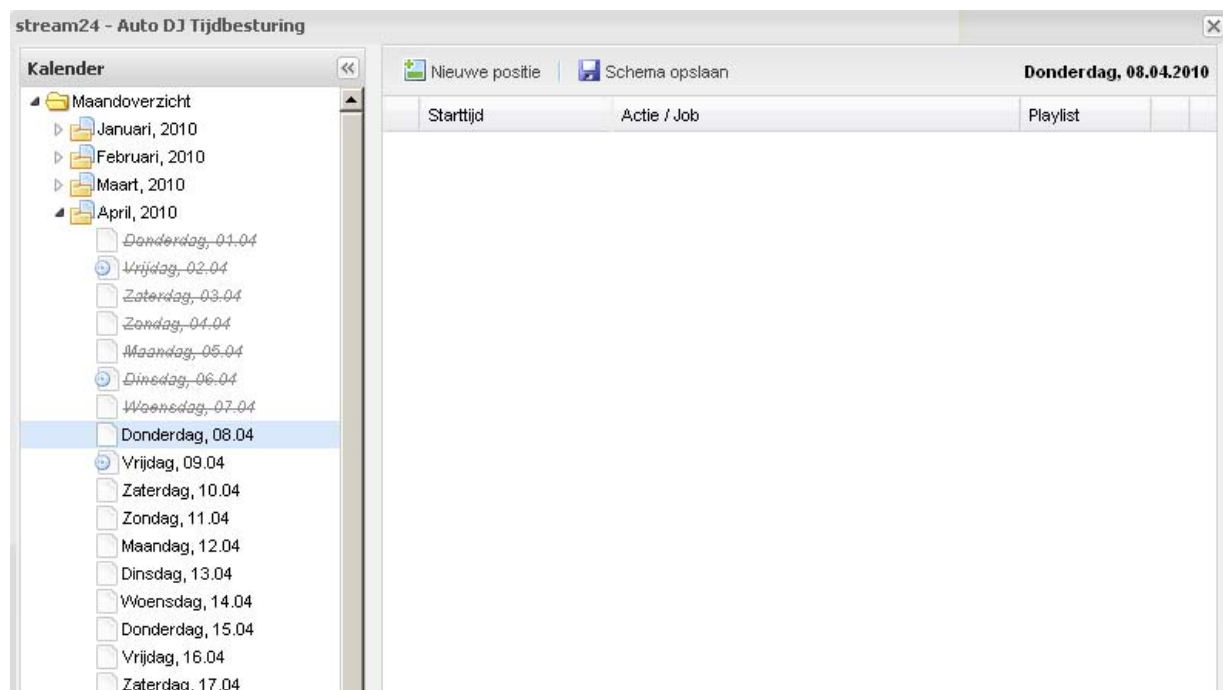 stream24 - Auto DJ Tijdbesturing
Kalender
Maandoverzicht
Januari, 2010
Februari, 2010
Maart, 2010
April, 2010
Donderdag, 01.04
Vrijdag, 02.04
Zaterdag, 03.04
Zondag, 04.04
Maandag, 05.04
Dinsdag, 06.04
Woensdag, 07.04
Donderdag, 08.04
Vrijdag, 09.04
Zaterdag, 10.04
Zondag, 11.04
Maandag, 12.04
Dinsdag, 13.04
Woensdag, 14.04
Donderdag, 15.04
Vrijdag, 16.04
Zaterdag, 17.04
Nieuwe positie
Schema opslaan
Donderdag, 08.04.2010
Starttijd Actie / Job Playlist